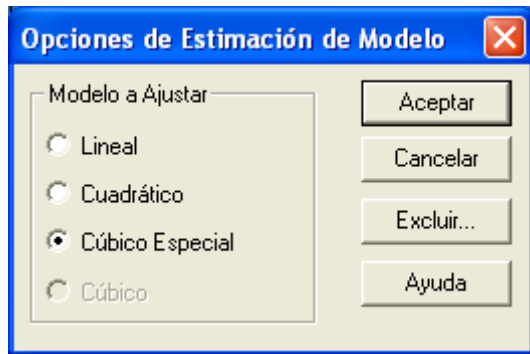 Opciones de Estimación de Modelo
Modelo a Ajustar
Lineal
Cuadrático
Cúbico Especial
Cúbico
Aceptar
Cancelar
Excluir...
Ayuda